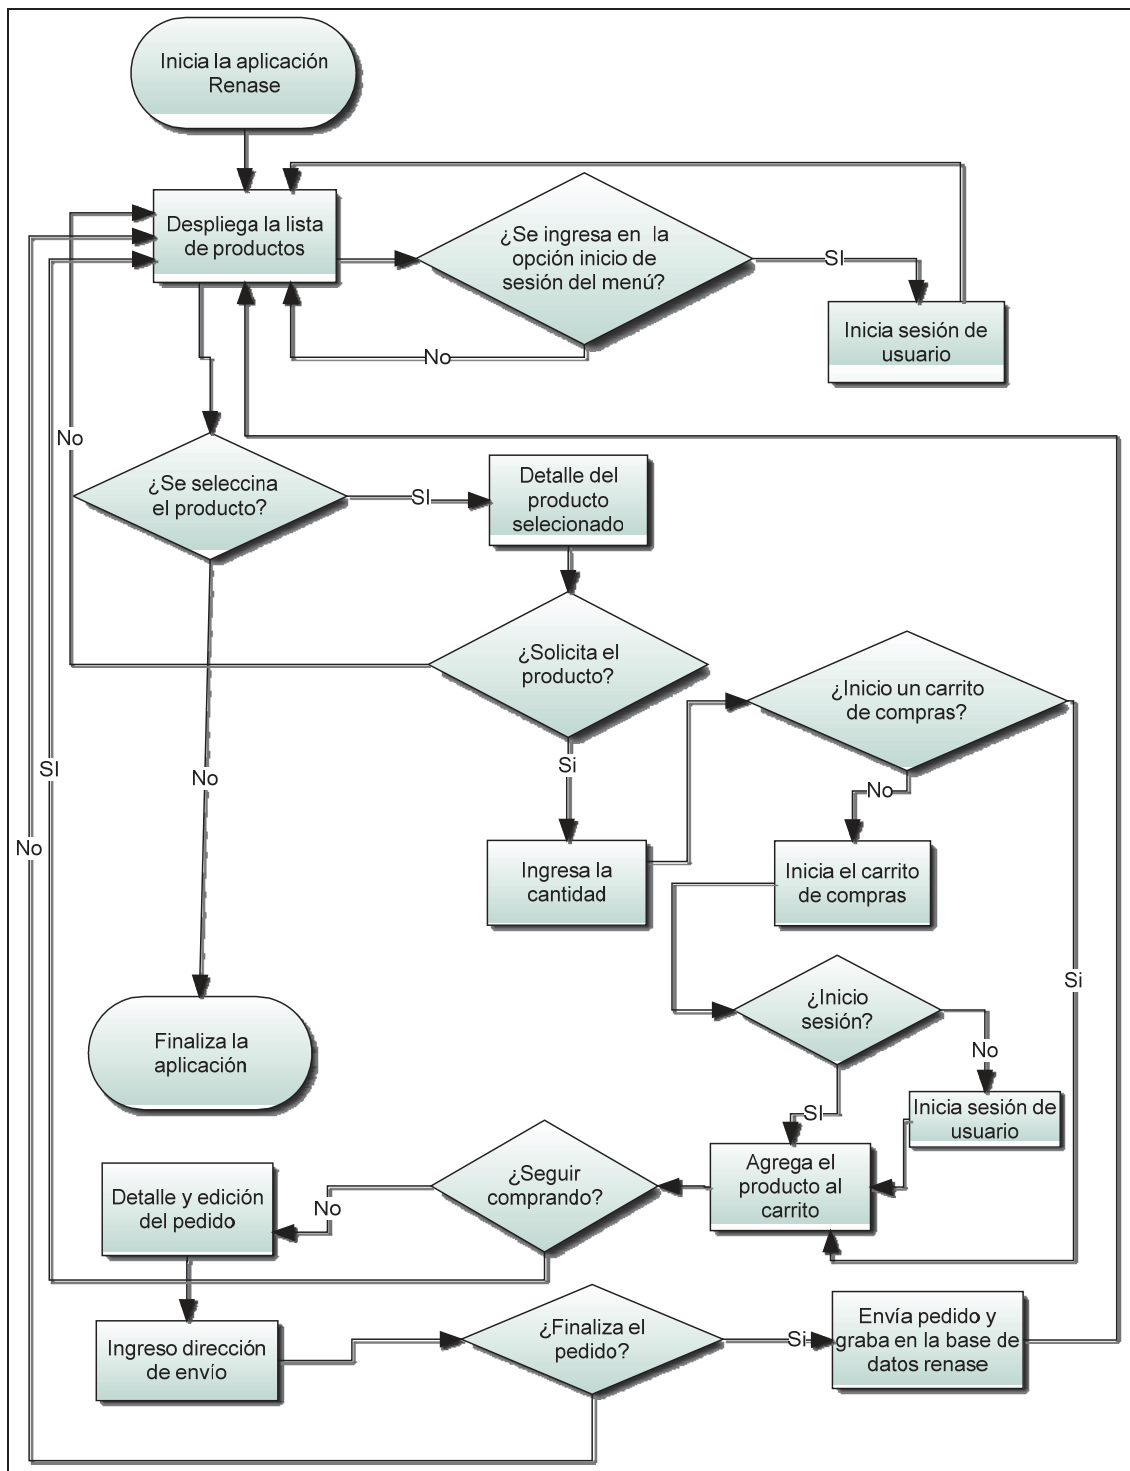 Inicia la aplicación
Renase
Despliega la lista
de productos
¿Se ingresa en la
opción inicio de
sesión del menú?
SI
Inicia sesión de
usuario
No
No
¿Se seleccina
el producto?
SI
Detalle del
producto
selecionado
¿Solicita el
producto?
¿Inicio un carrito
de compras?
SI
No
Si
No
No
Ingresa la
cantidad
Inicia el carrito
de compras
Si
¿Inicio
sesión?
No
Finaliza la
aplicación
SI
Inicia sesión de
usuario
Agrega el
producto al
carrito
¿Seguir
comprando?
No
Detalle y edición
del pedido
Ingreso dirección
de envío
¿Finaliza el
pedido?
Si
Envía pedido y
graba en la base de
datos renase